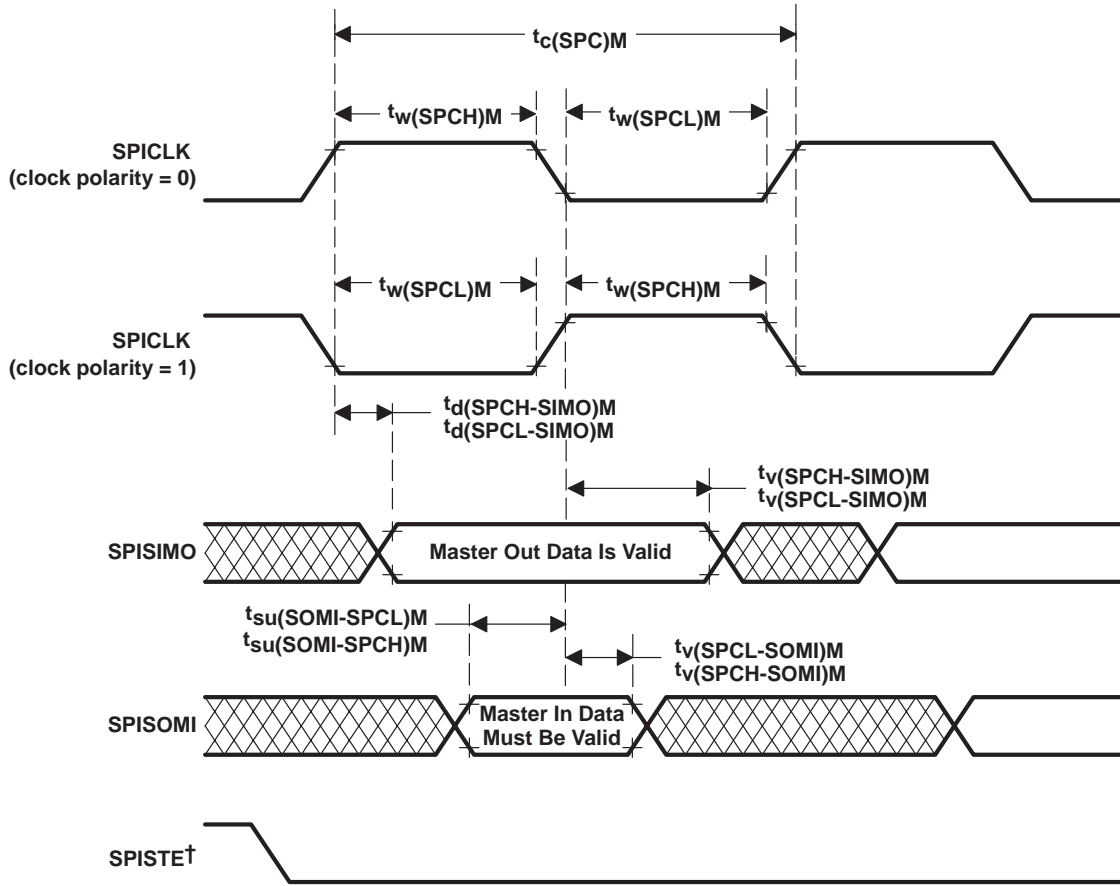 tc(SPC)M
tw(SPCH)M
tw(SPCL)M
SPICLK
(clock polarity = 0)
tw(SPCL)M
tw(SPCH)M
SPICLK
(clock polarity = 1)
td(SPCH-SIMO)M
td(SPCL-SIMO)M
tv(SPCH-SIMO)M
tv(SPCL-SIMO)M
SPISIMO
Master Out Data Is Valid
tsu(SOMI-SPCL)M
tsu(SOMI-SPCH)M
tv(SPCL-SOMI)M
tv(SPCH-SOMI)M
SPISOMI
Master In Data
Must Be Valid
SPISTE†